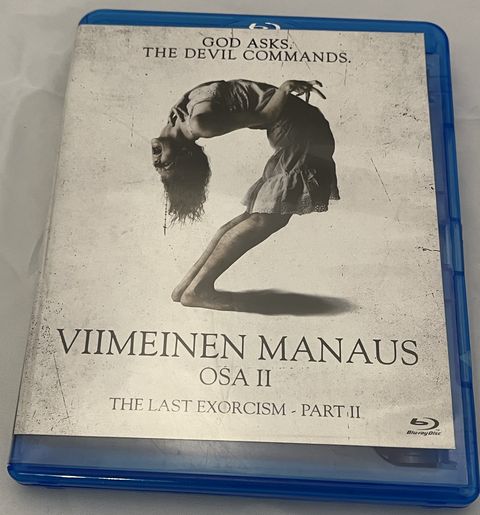 GOD ASKS.
THE DEVIL COMMANDS.
VIIMEINEN MANAUS
OSA II
THE LAST EXORCISM - PART II
Blu-ray Disc